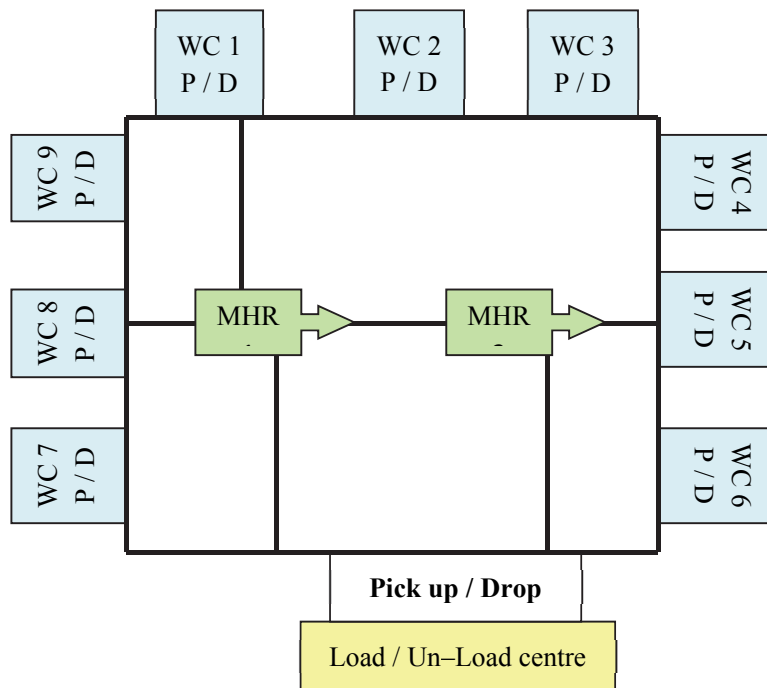 WC 1
P / D
WC 2
P / D
WC 3
P / D
WC 9
P / D
WC 4
P / D
WC 8
P / D
MHR
MHR
WC 5
P / D
WC 7
P / D
WC 6
P / D
Pick up / Drop
Load / Un–Load centre